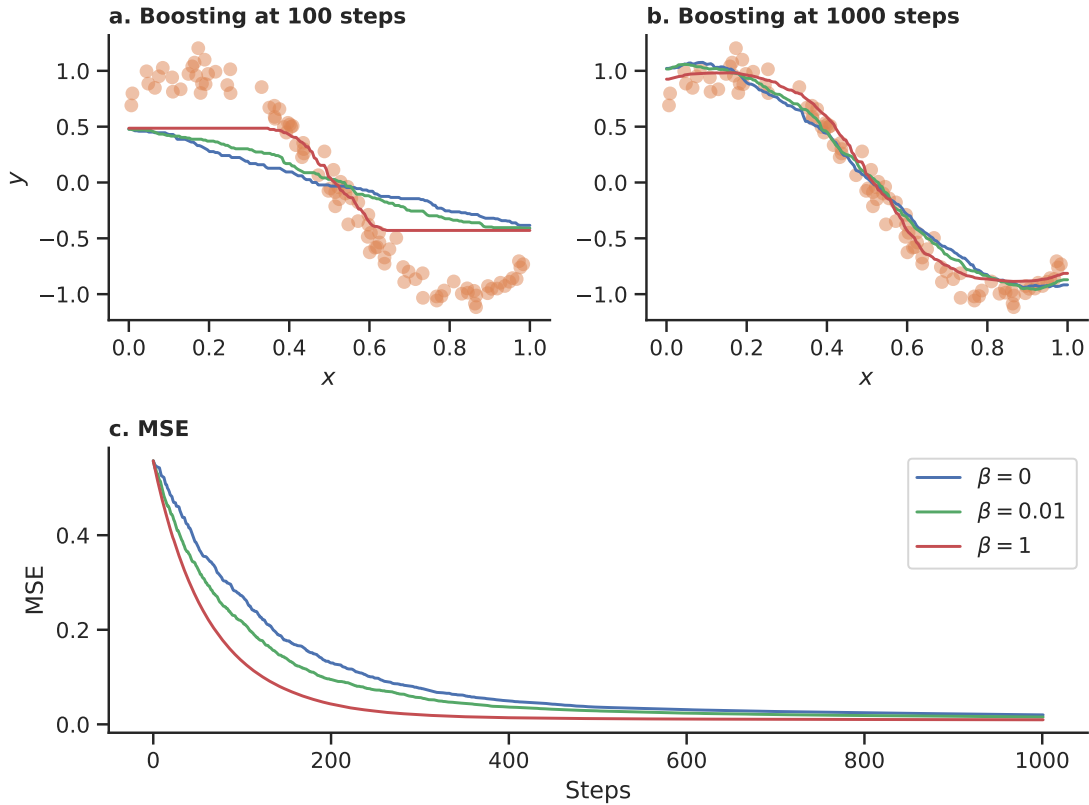 a. Boosting at 100 steps
1.0
0.5
0.0
−0.5
−1.0
y
0.0 0.2 0.4 0.6 0.8 1.0
x
b. Boosting at 1000 steps
1.0
0.5
0.0
−0.5
−1.0
0.0 0.2 0.4 0.6 0.8 1.0
x
c. MSE
0.4
0.2
0.0
MSE
β = 0
β = 0.01
β = 1
0 200 400 600 800 1000
Steps